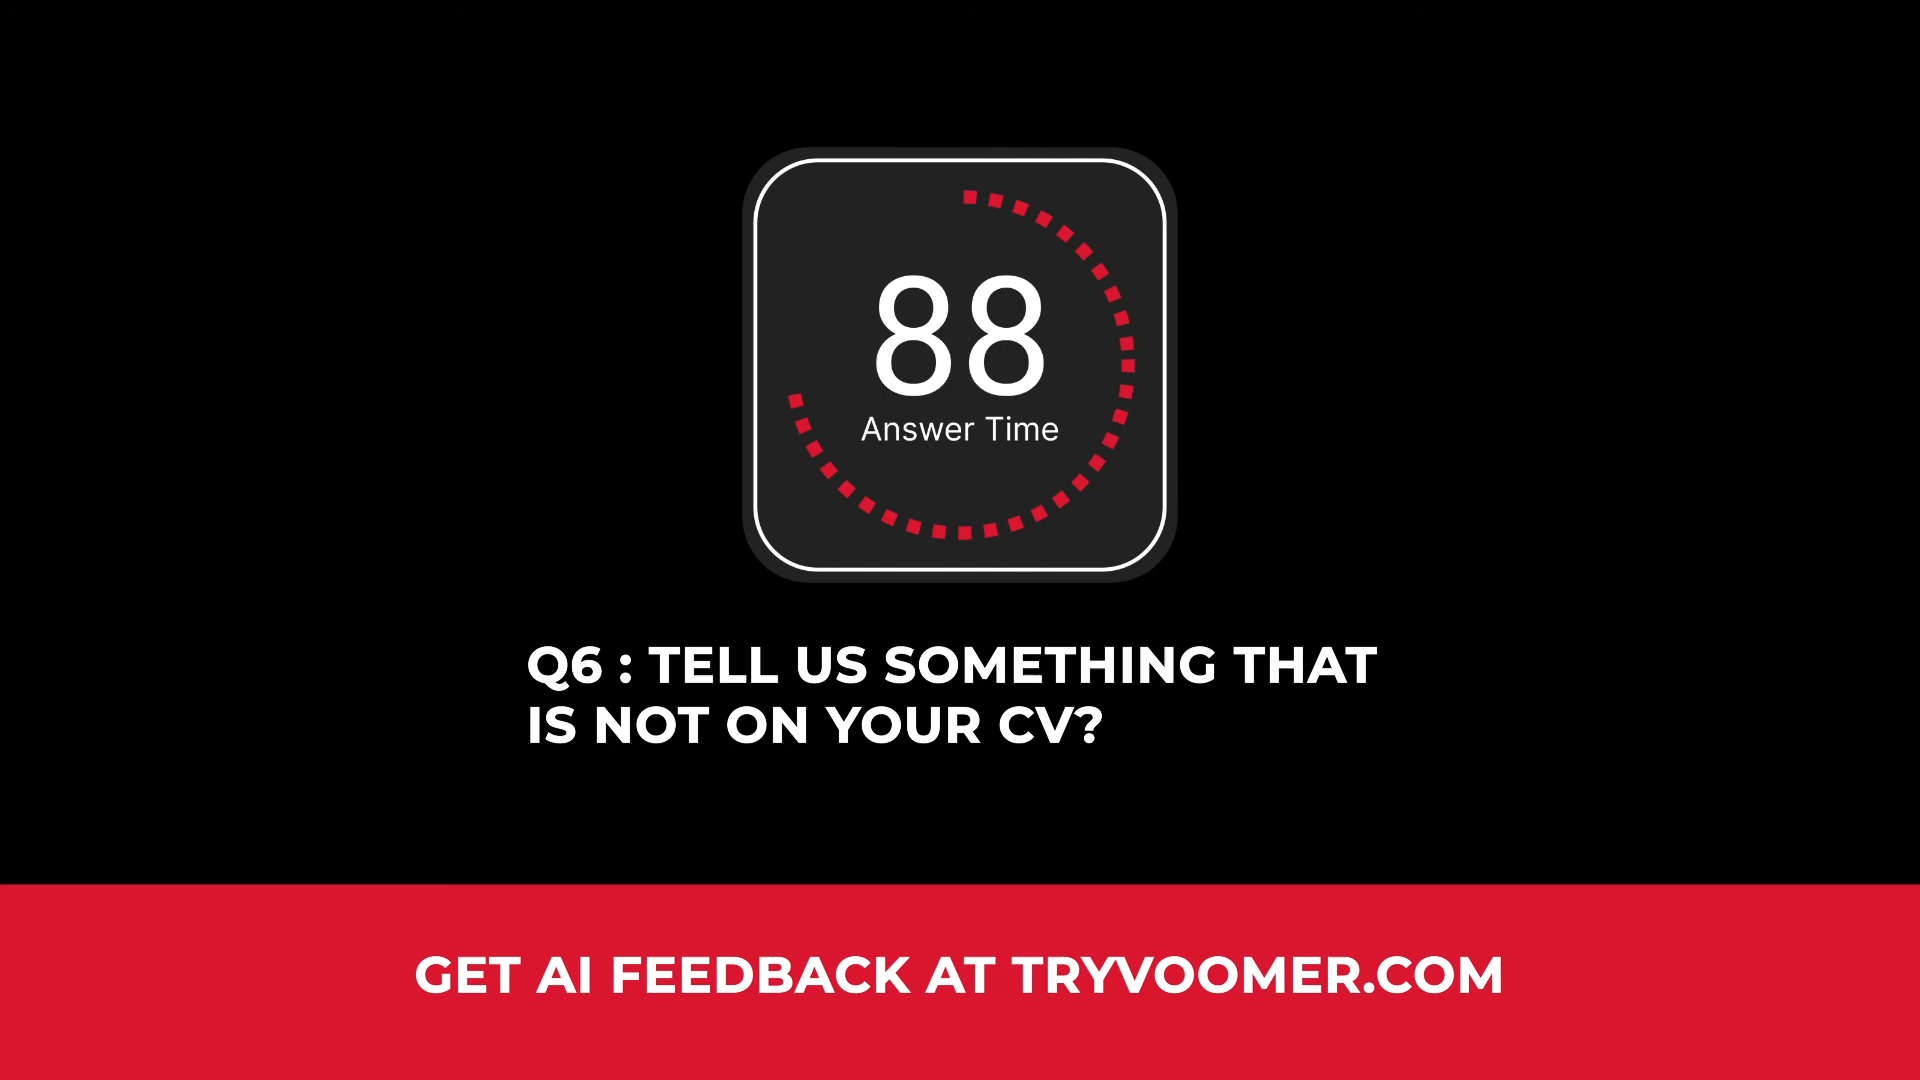 88
Answer Time
Q6 : TELL US SOMETHING THAT
IS NOT ON YOUR CV?
GET AI FEEDBACK AT TRYVOOMER.COM